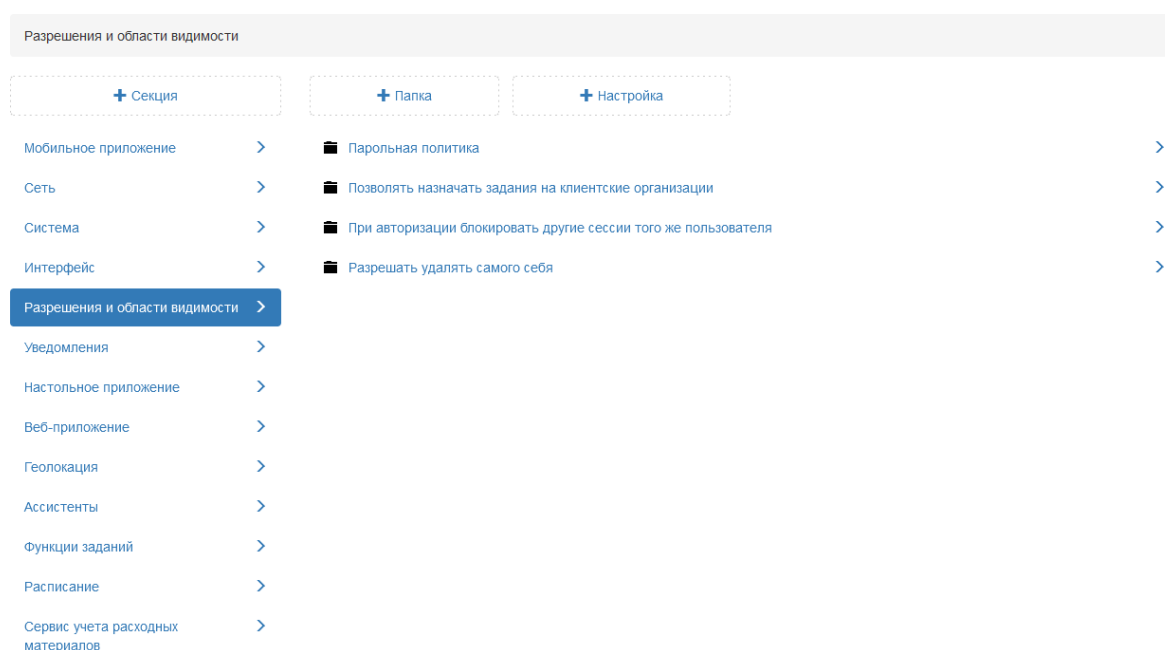 Разрешения и области видимости
Секция
Папка
Настройка
Мобильное приложение
Сеть
Система
Интерфейс
Разрешения и области видимости
Уведомления
Настольное приложение
Веб-приложение
Геолокация
Ассистенты
Функции заданий
Расписание
Сервис учета расходных
материалов
Парольная политика
Позволять назначать задания на клиентские организации
При авторизации блокировать другие сессии того же пользователя
Разрешать удалять самого себя